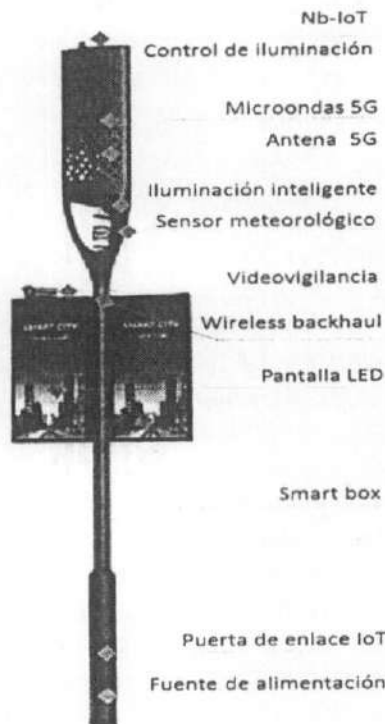 Nb-IoT
Control de iluminación
Microondas 5G
Antena 5G
Iluminación inteligente
Sensor meteorológico
Videovigilancia
SMART CITY
SMART CITY
Wireless backhaul
Pantalla LED
Smart box
Puerta de enlace IoT
Fuente de alimentación